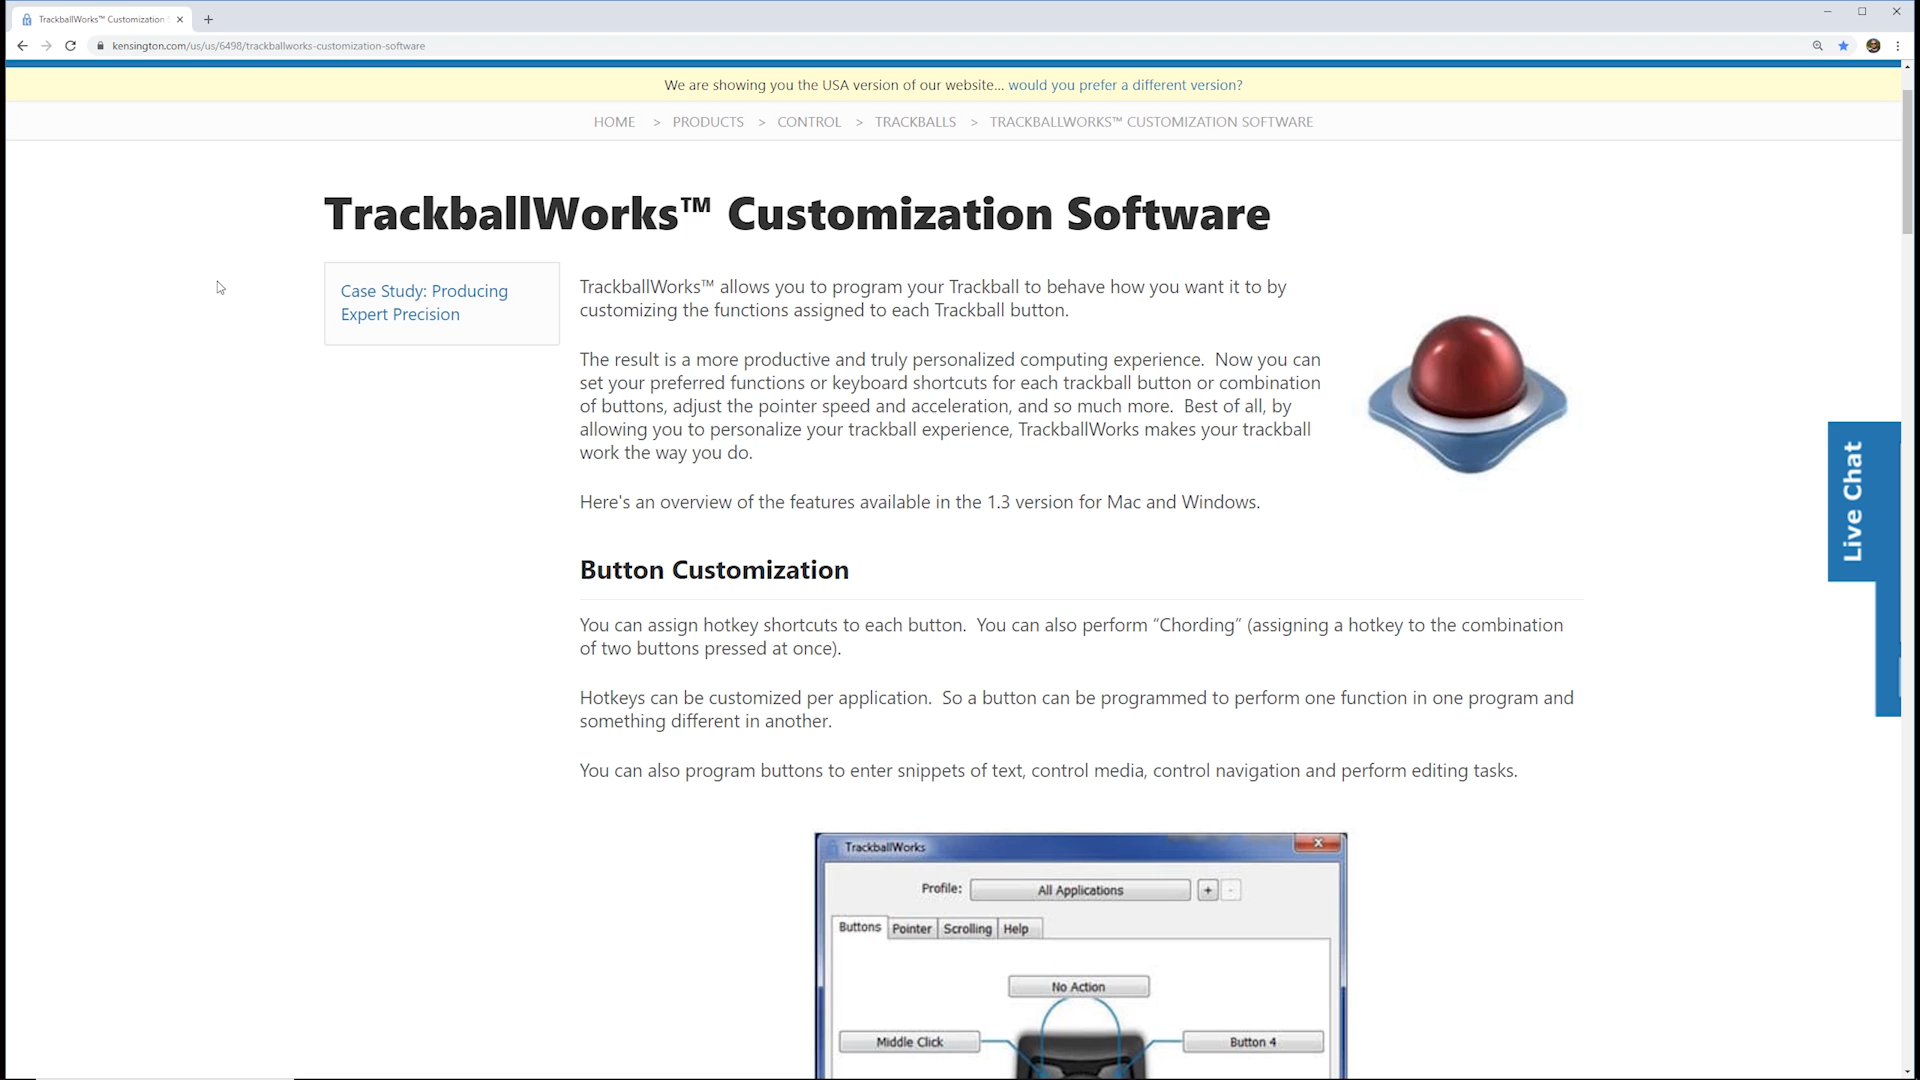 TrackballWorks™ Customization
kensington.com/us/us/6498/trackballworks-customization-software
We are showing you the USA version of our website... would you prefer a different version?
HOME > PRODUCTS > CONTROL > TRACKBALLS > TRACKBALLWORKS™ CUSTOMIZATION SOFTWARE
TrackballWorks™ Customization Software
Case Study: Producing
Expert Precision
TrackballWorks™ allows you to program your Trackball to behave how you want it to by
customizing the functions assigned to each Trackball button.
The result is a more productive and truly personalized computing experience. Now you can
set your preferred functions or keyboard shortcuts for each trackball button or combination
of buttons, adjust the pointer speed and acceleration, and so much more. Best of all, by
allowing you to personalize your trackball experience, TrackballWorks makes your trackball
work the way you do.
Here's an overview of the features available in the 1.3 version for Mac and Windows.
Live Chat
Button Customization
You can assign hotkey shortcuts to each button. You can also perform “Chording” (assigning a hotkey to the combination
of two buttons pressed at once).
Hotkeys can be customized per application. So a button can be programmed to perform one function in one program and
something different in another.
You can also program buttons to enter snippets of text, control media, control navigation and perform editing tasks.
TrackballWorks
Profile: All Applications + -
Buttons Pointer Scrolling Help
No Action
Middle Click Button 4